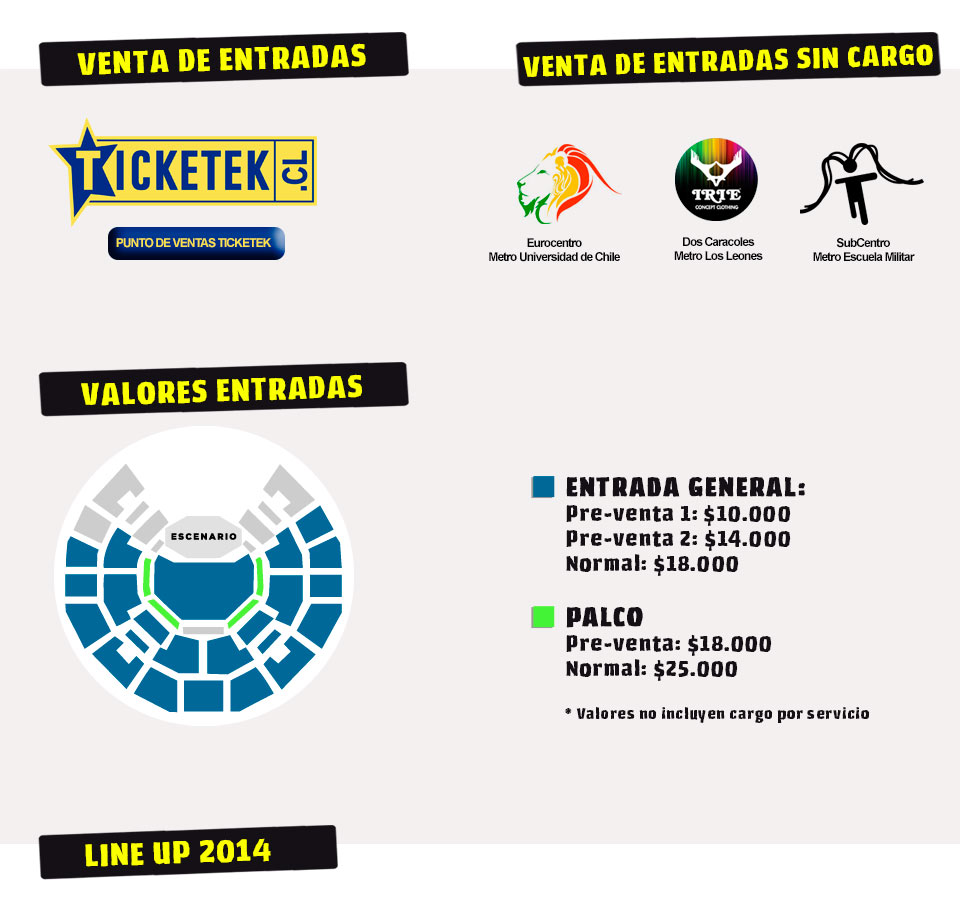 VENTA DE ENTRADAS
VENTA DE ENTRADAS SIN CARGO
TICKETEK .CL
PUNTO DE VENTAS TICKETEK
Eurocentro
Metro Universidad de Chile
IRIE
CONCEPT CLOTHING
Dos Caracoles
Metro Los Leones
SubCentro
Metro Escuela Militar
VALORES ENTRADAS
ESCENARIO
ENTRADA GENERAL:
Pre-venta 1: $10.000
Pre-venta 2: $14.000
Normal: $18.000
PALCO
Pre-venta: $18.000
Normal: $25.000
* Valores no incluyen cargo por servicio
LINE UP 2014